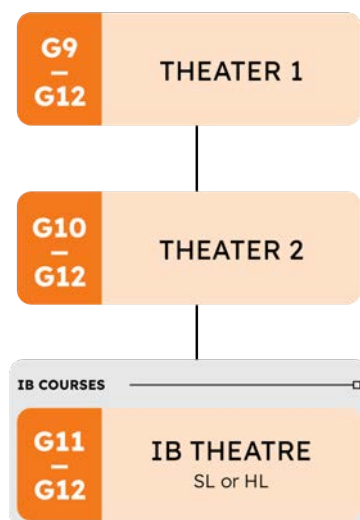 G9
—
G12
THEATER 1
G10
—
G12
THEATER 2
IB COURSES
G11
—
G12
IB THEATRE
SL or HL